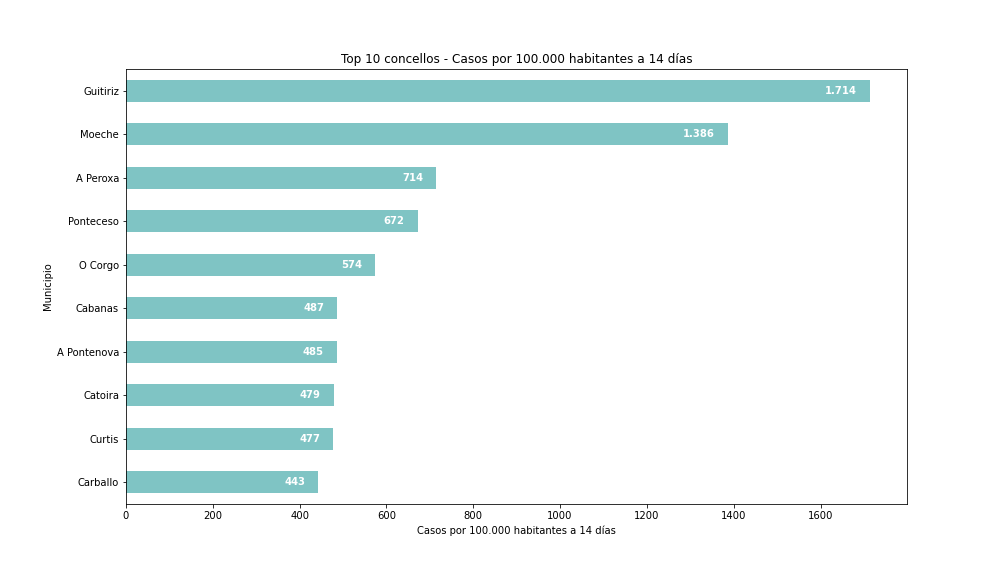 Top 10 concellos - Casos por 100.000 habitantes a 14 días
Guitiriz 1.714
Moeche 1.386
A Peroxa 714
Ponteceso 672
O Corgo 574
Cabanas 487
A Pontenova 485
Catoira 479
Curtis 477
Carballo 443
Municipio
0 200 400 600 800 1000 1200 1400 1600
Casos por 100.000 habitantes a 14 días